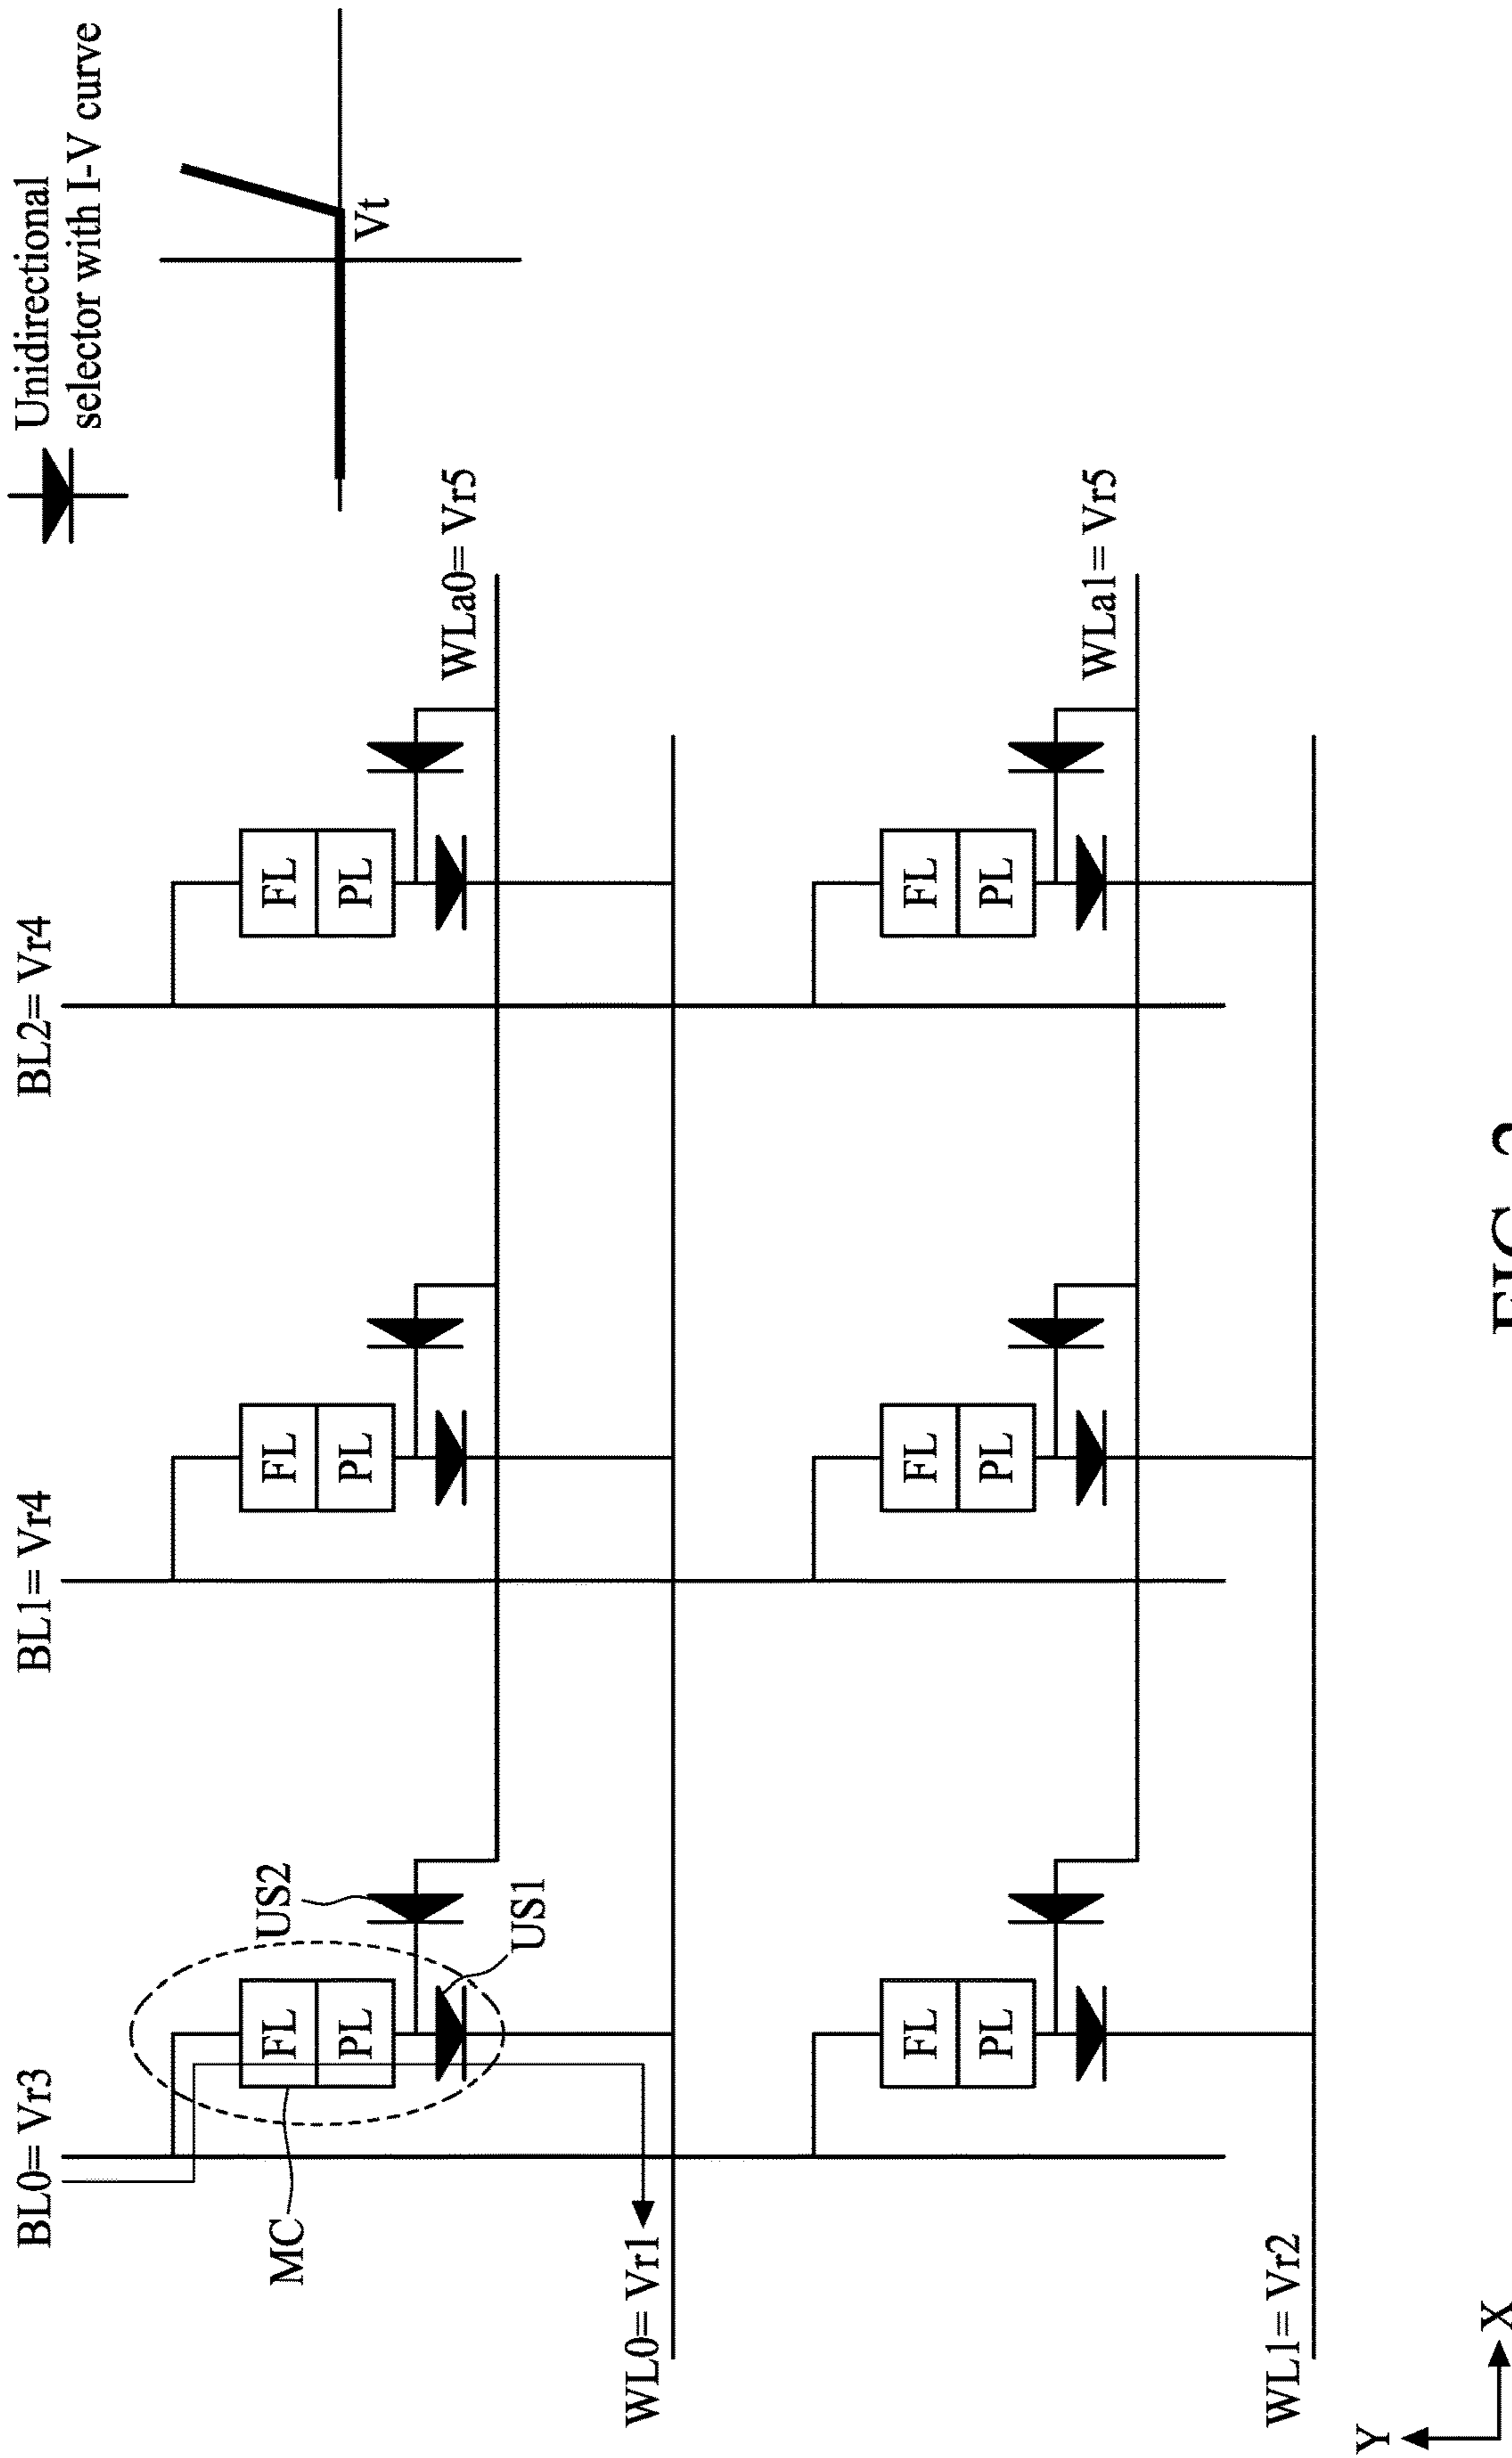 Unidirectional
selector with I-V curve
Vt
BL0= Vr3
BL1= Vr4
BL2= Vr4
FL
PL
FL
PL
FL
PL
MC
US2
US1
WLa0= Vr5
WL0= Vr1
FL
PL
FL
PL
FL
PL
WLa1= Vr5
WL1= Vr2
Y
X